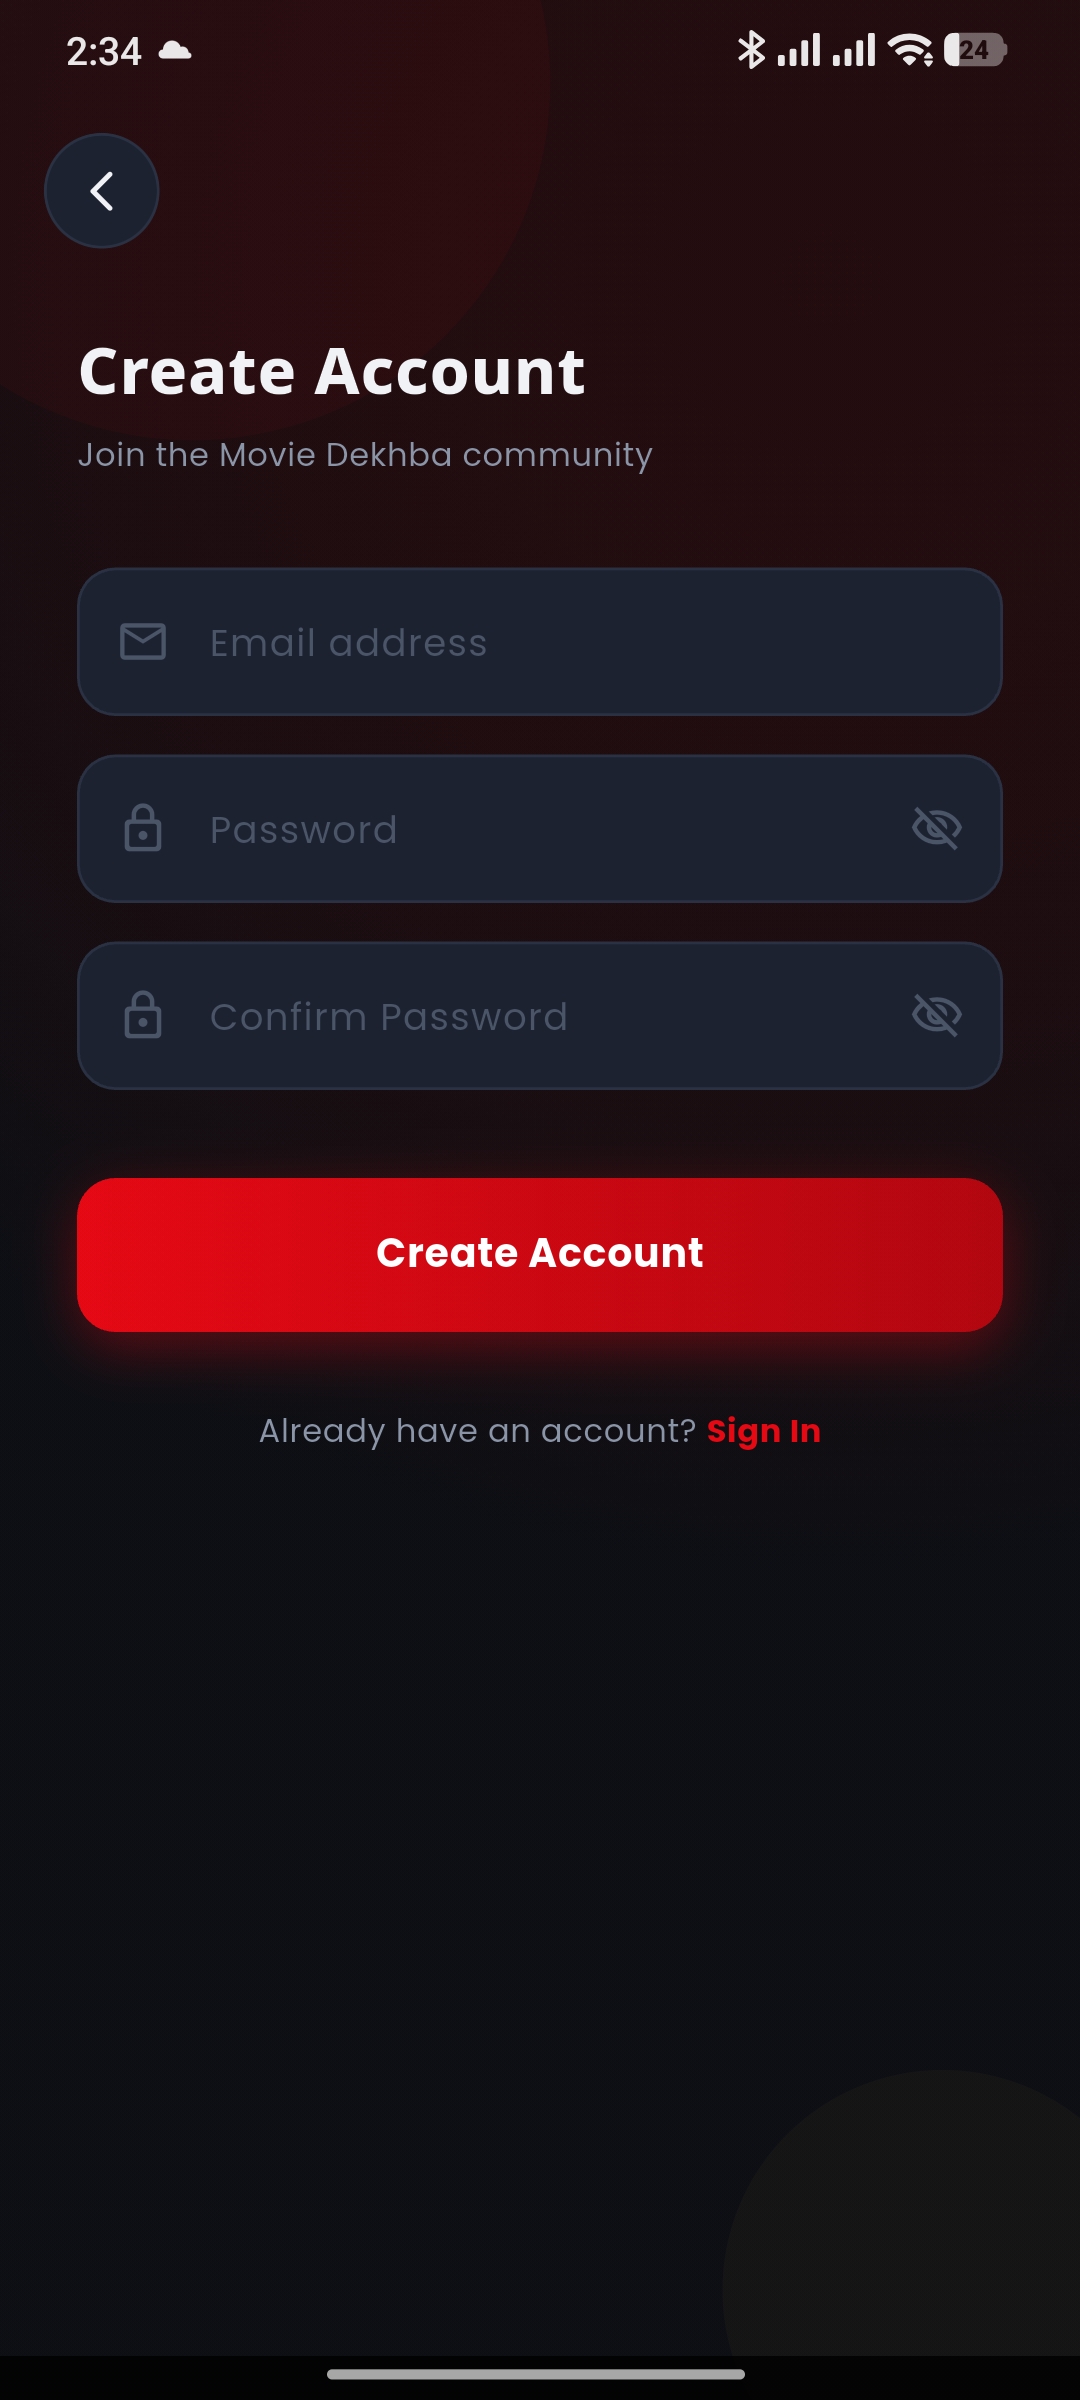 2:34
24
Create Account
Join the Movie Dekhba community
Email address
Password
Confirm Password
Create Account
Already have an account? Sign In